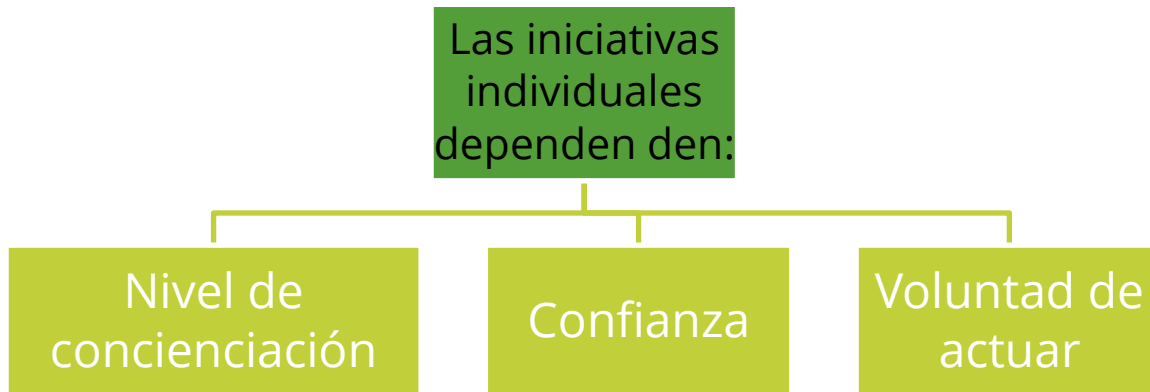 Las iniciativas
individuales
dependen den:
Nivel de
concienciación
Confianza
Voluntad de
actuar